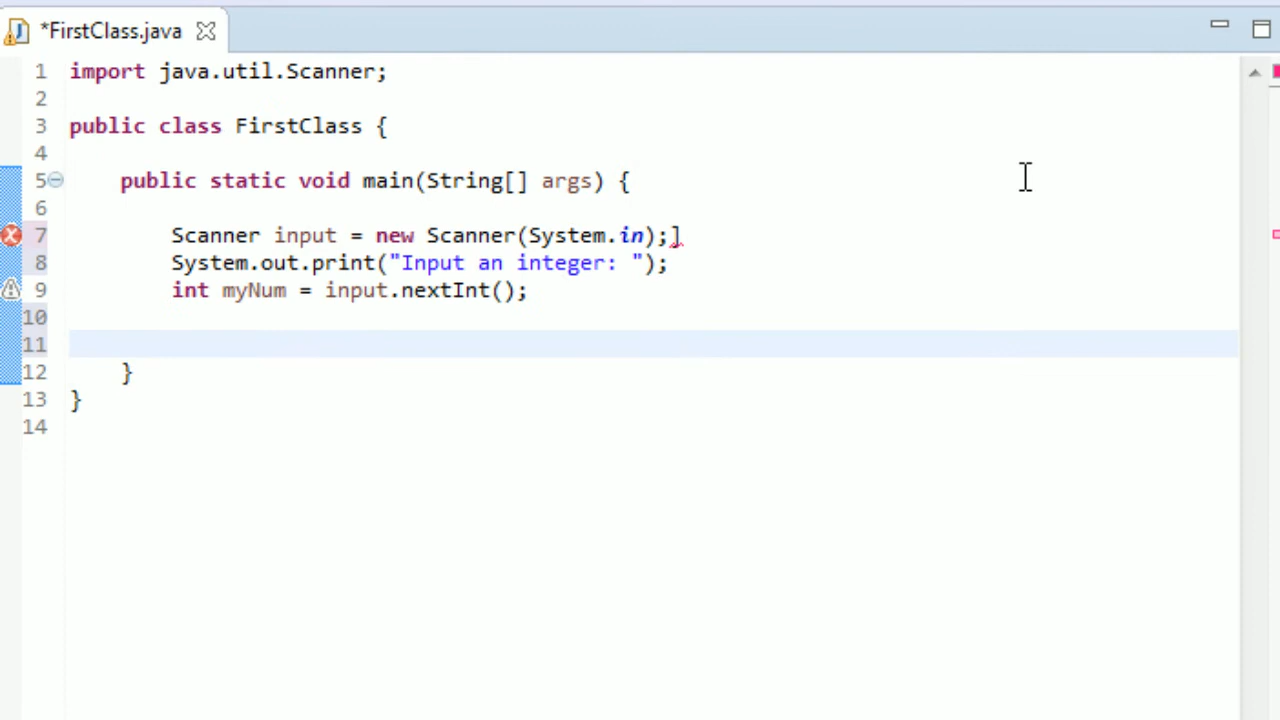 *FirstClass.java
1 import java.util.Scanner;
2
3 public class FirstClass {
4
5 public static void main(String[] args) {
6
7 Scanner input = new Scanner(System.in);]
8 System.out.print("Input an integer: ");
9 int myNum = input.nextInt();
10
11
12 }
13 }
14